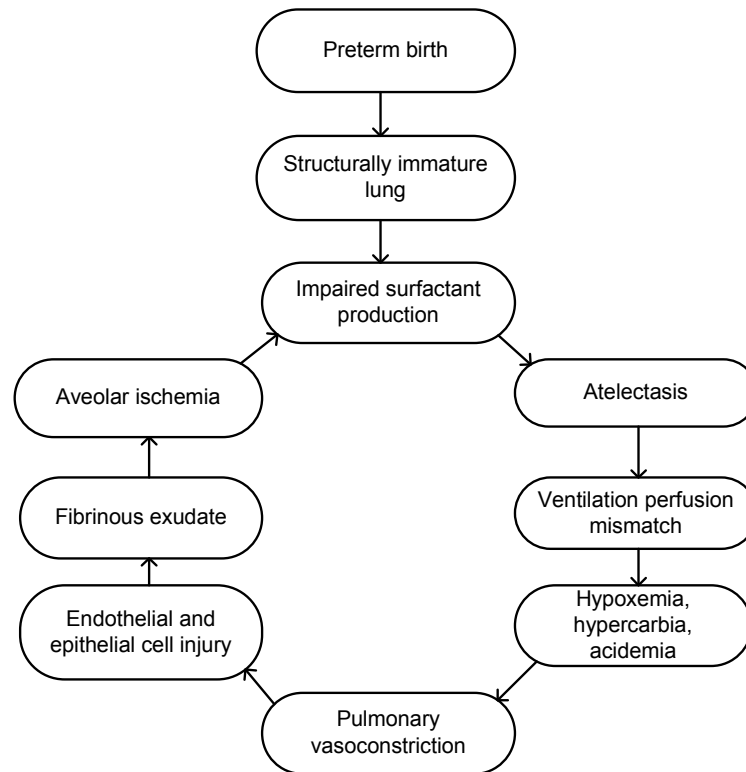 Preterm birth
Structurally immature
lung
Impaired surfactant
production
Atelectasis
Ventilation perfusion
mismatch
Hypoxemia,
hypercarbia,
acidemia
Pulmonary
vasoconstriction
Endothelial and
epithelial cell injury
Fibrinous exudate
Aveolar ischemia